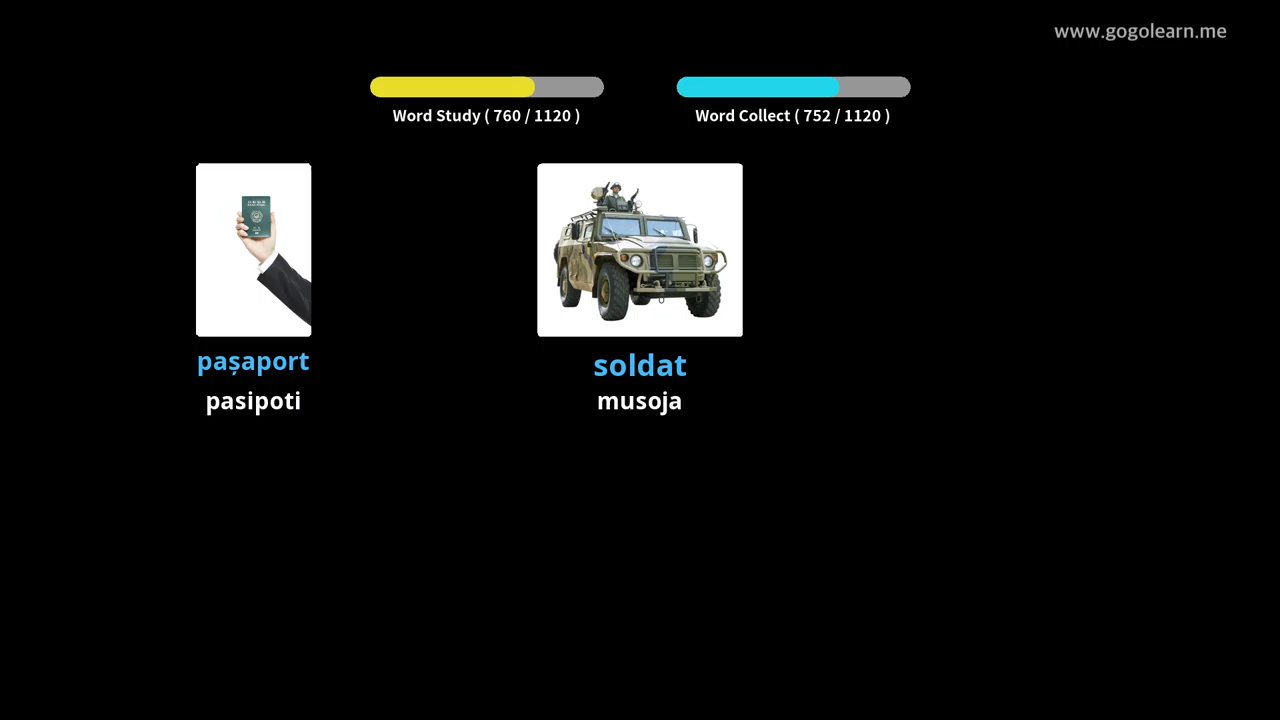 www.gogolearn.me
Word Study ( 760 / 1120 )
Word Collect ( 752 / 1120 )
pașaport
pasipoti
soldat
musoja